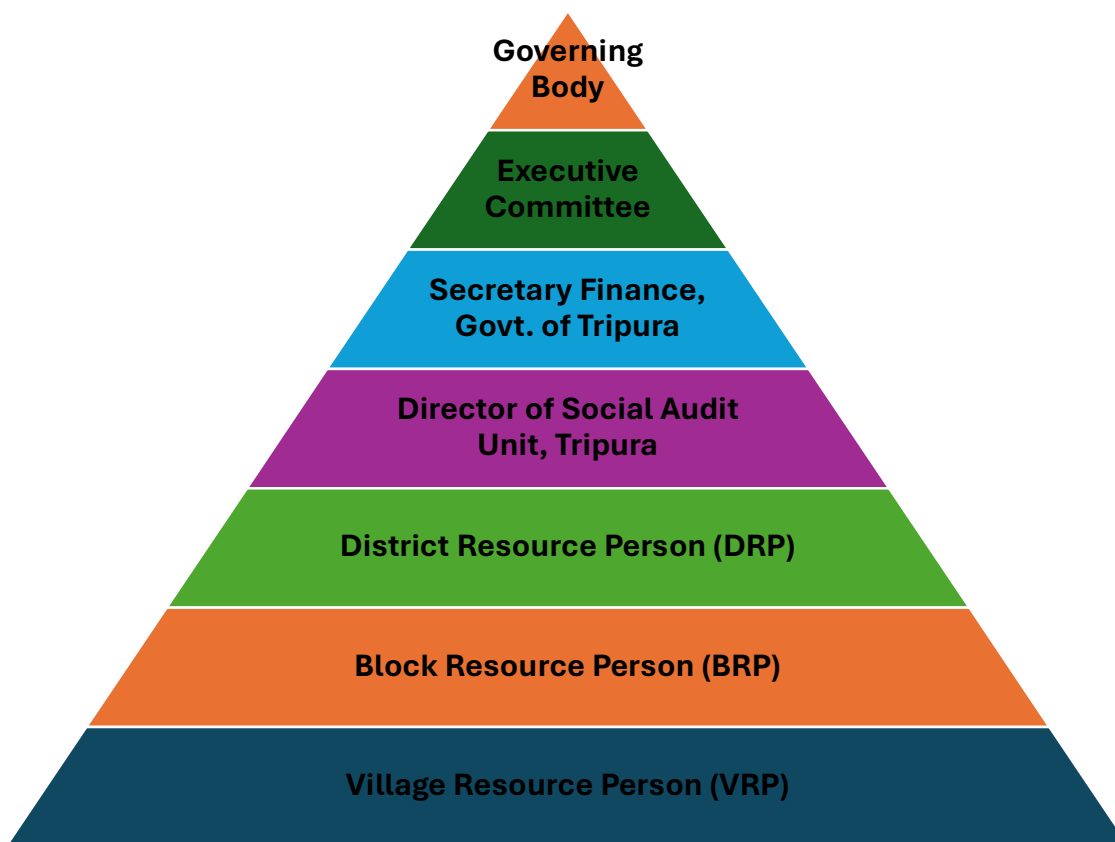 Governing
Body
Executive
Committee
Secretary Finance,
Govt. of Tripura
Director of Social Audit
Unit, Tripura
District Resource Person (DRP)
Block Resource Person (BRP)
Village Resource Person (VRP)